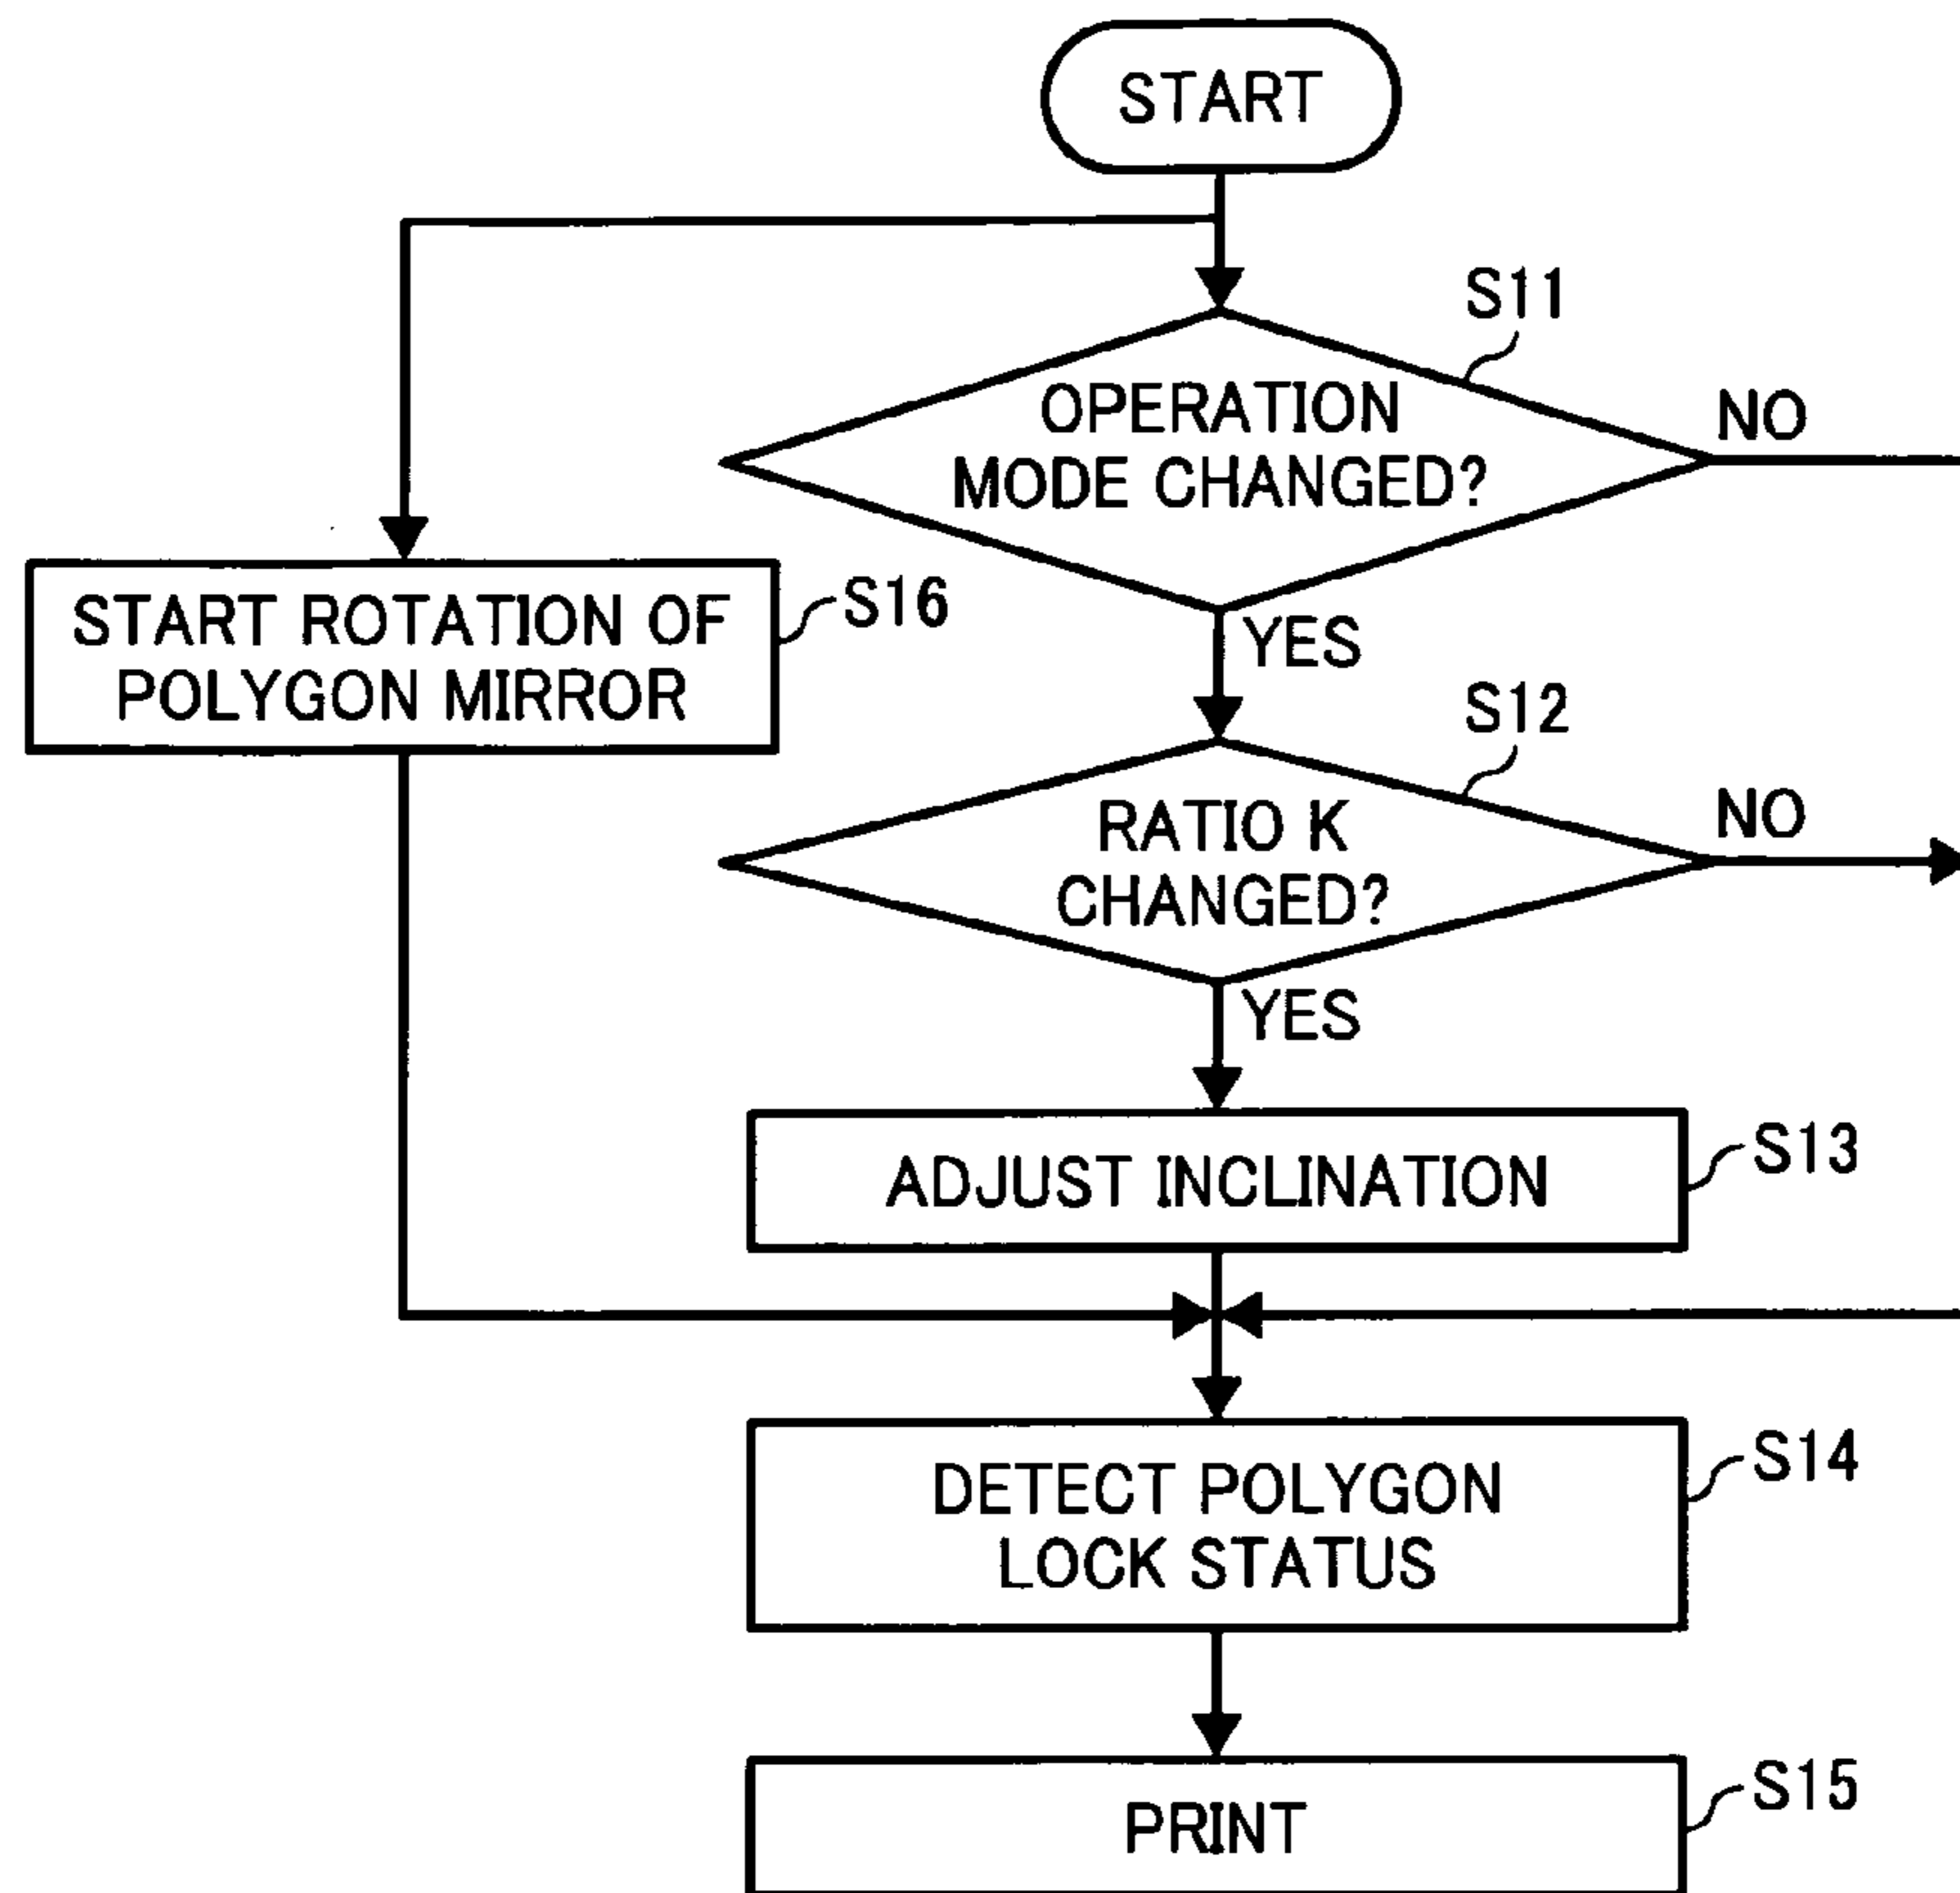 START
S11
OPERATION
MODE CHANGED?
NO
START ROTATION OF
POLYGON MIRROR
S16
YES
S12
RATIO K
CHANGED?
NO
YES
ADJUST INCLINATION
S13
DETECT POLYGON
LOCK STATUS
S14
PRINT
S15